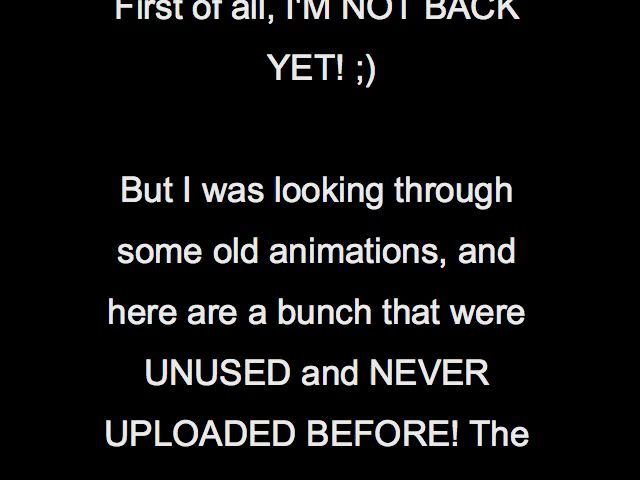 First of all, I'M NOT BACK
YET! ;)
But I was looking through
some old animations, and
here are a bunch that were
UNUSED and NEVER
UPLOADED BEFORE! The